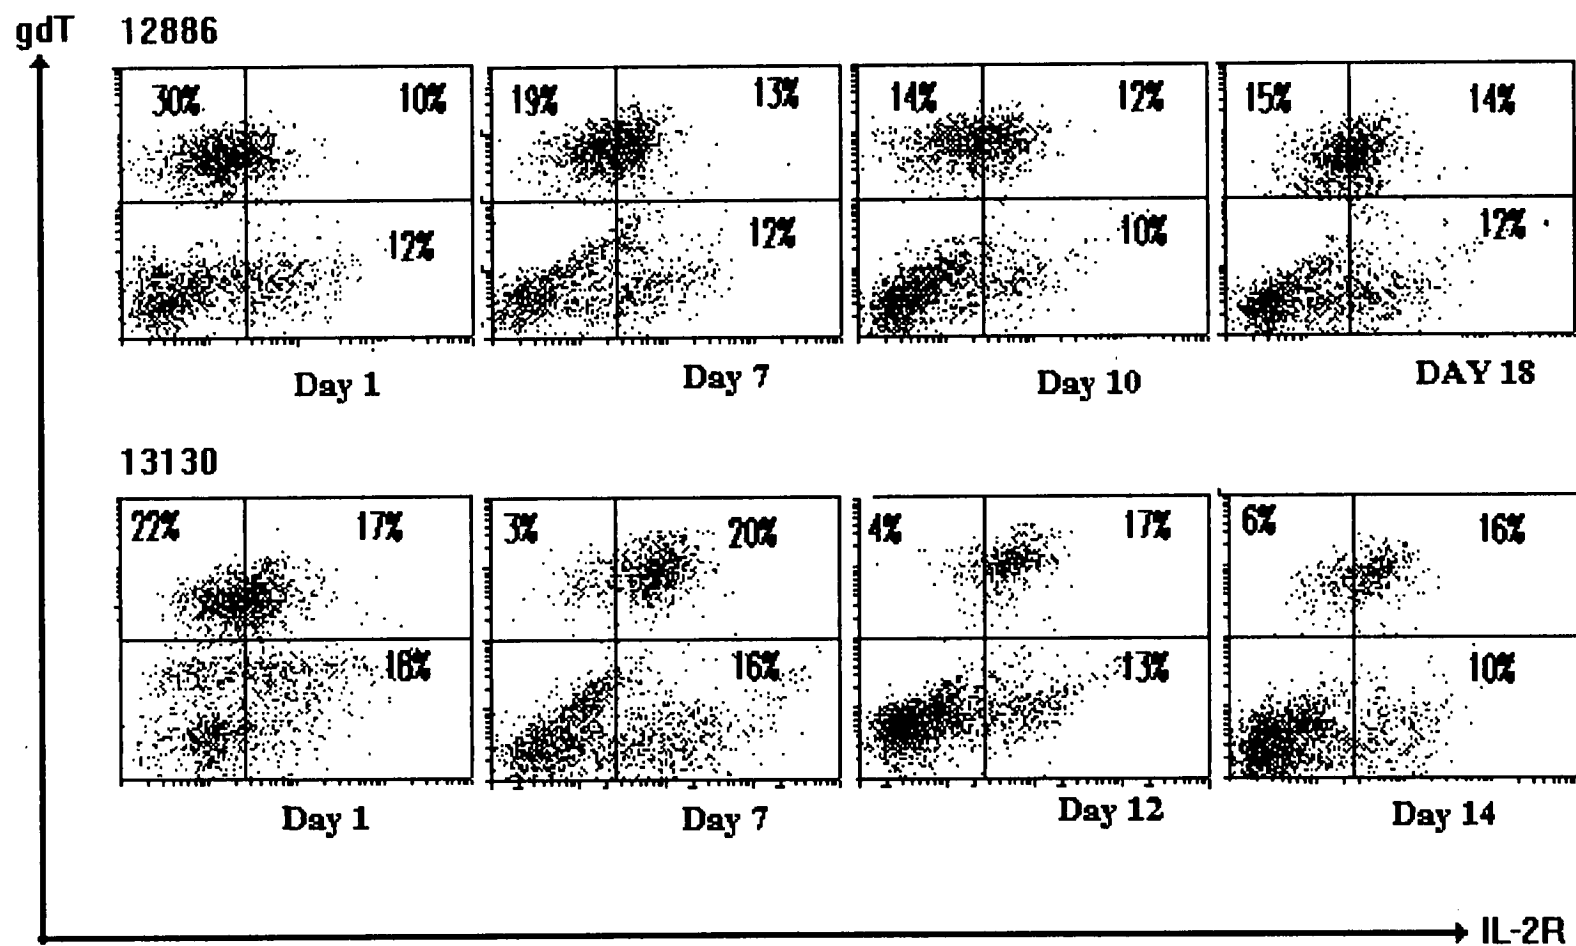 gdT
12886
30% 10% 19% 13% 14% 12% 15% 14%
12% 12% 10% 12%
Day 1 Day 7 Day 10 DAY 18
13130
22% 17% 3% 20% 4% 17% 6% 16%
18% 16% 13% 10%
Day 1 Day 7 Day 12 Day 14
IL-2R